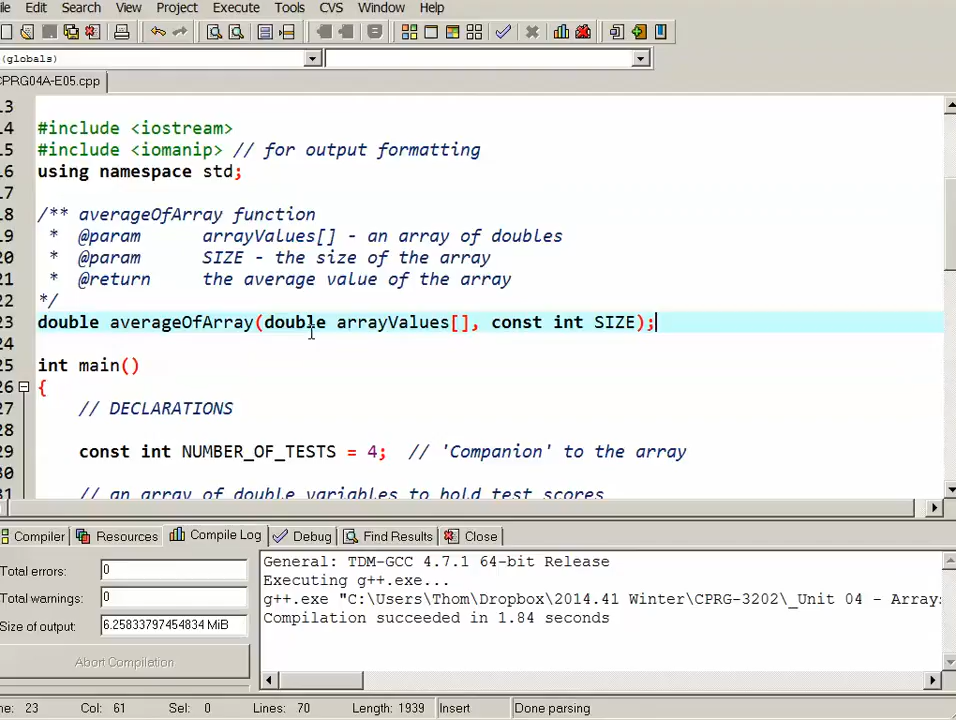 ile Edit Search View Project Execute Tools CVS Window Help
(globals)
CPRG04A-E05.cpp
13
14 #include <iostream>
15 #include <iomanip> // for output formatting
16 using namespace std;
17
18 /** averageOfArray function
19 * @param arrayValues[] - an array of doubles
20 * @param SIZE - the size of the array
21 * @return the average value of the array
22 */
23 double averageOfArray(double arrayValues[], const int SIZE);
24
25 int main()
26 {
27 // DECLARATIONS
28
29 const int NUMBER_OF_TESTS = 4; // 'Companion' to the array
30
31 // an array of double variables to hold test scores
Compiler Resources Compile Log Debug Find Results Close
Total errors: 0
Total warnings: 0
Size of output: 6.25833797454834 MiB
Abort Compilation
General: TDM-GCC 4.7.1 64-bit Release
Executing g++.exe...
g++.exe "C:\Users\Thom\Dropbox\2014.41 Winter\CPRG-3202\_Unit 04 - Arrays
Compilation succeeded in 1.84 seconds
ne: 23 Col: 61 Sel: 0 Lines: 70 Length: 1939 Insert Done parsing